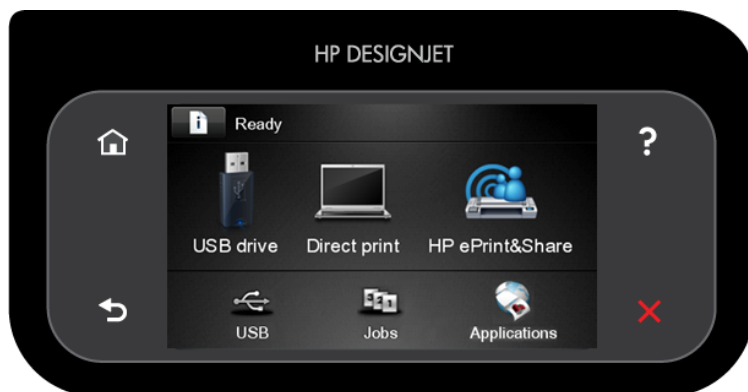 HP DESIGNJET
i Ready
?
USB drive Direct print HP ePrint&Share
USB Jobs Applications